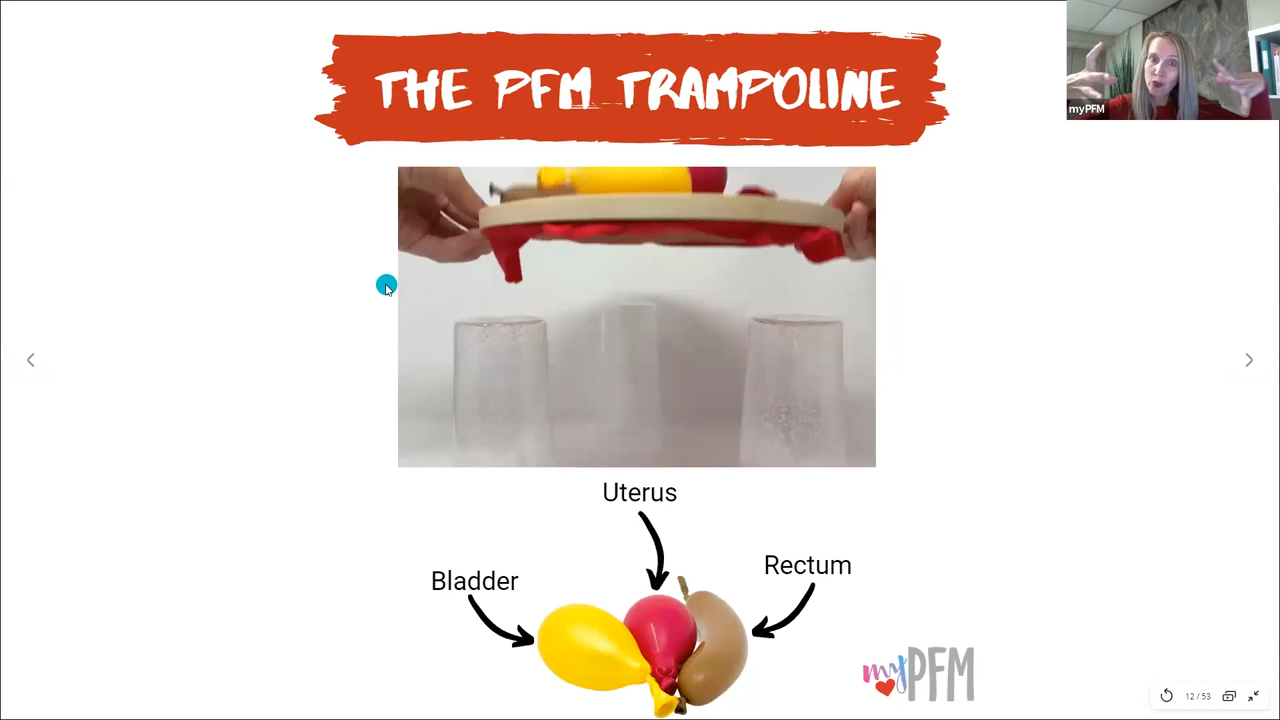 THE PFM TRAMPOLINE
myPFM
Uterus
Rectum
Bladder
myPFM
12 / 53